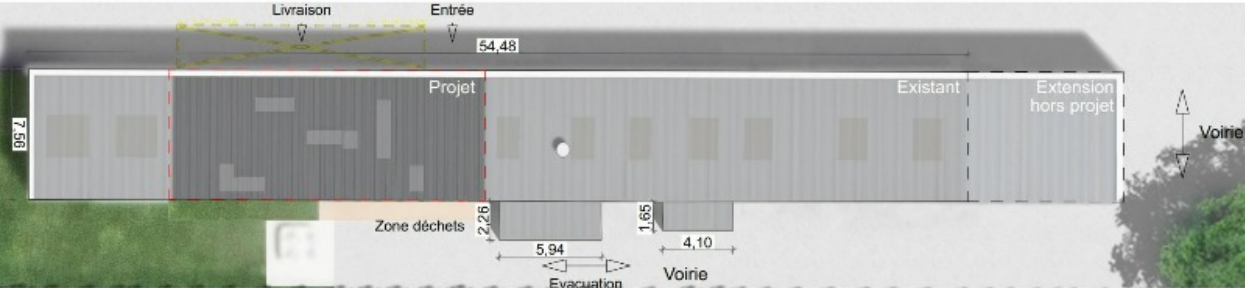 Livraison
Entrée
54,48
Projet
Existant
Extension
hors projet
7,56
Voirie
Zone déchets
2,26
1,65
5,94
4,10
Evacuation
Voirie